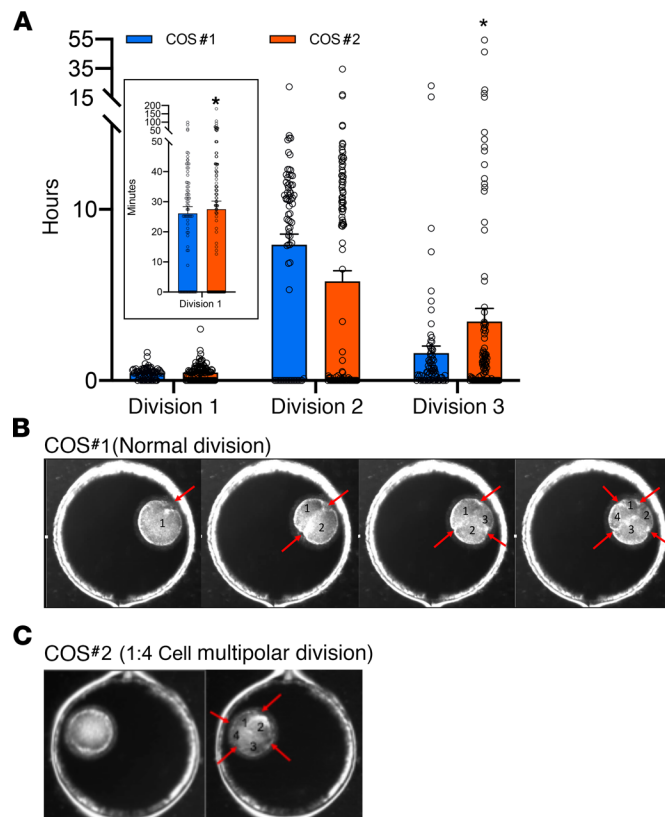 A
COS #1 COS #2
*
55
35
15
10
0
Hours
*
200
150
100
50
50
40
30
20
10
0
Minutes
Division 1
Division 1 Division 2 Division 3
B
COS#1(Normal division)
1
1 2
1 2 3
1 2 3 4
C
COS#2 (1:4 Cell multipolar division)
1 2 3 4